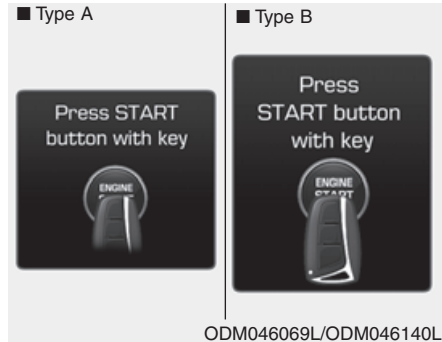 ■ Type A
Press START
button with key
ENGINE
■ Type B
Press
START button
with key
ENGINE
START
ODM046069L/ODM046140L